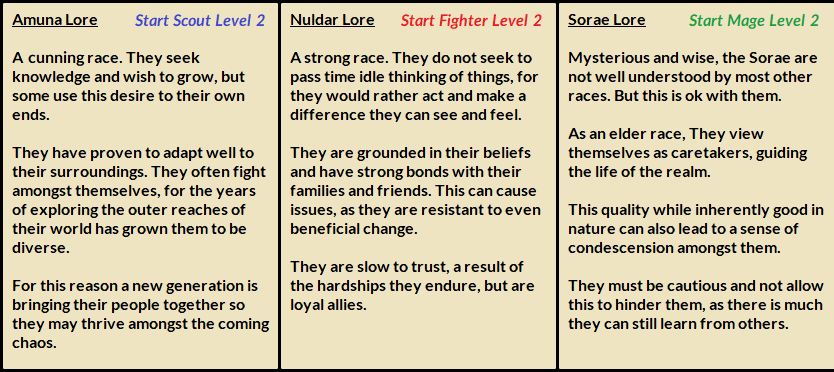 Amuna Lore Start Scout Level 2
A cunning race. They seek
knowledge and wish to grow, but
some use this desire to their own
ends.
They have proven to adapt well to
their surroundings. They often fight
amongst themselves, for the years
of exploring the outer reaches of
their world has grown them to be
diverse.
For this reason a new generation is
bringing their people together so
they may thrive amongst the coming
chaos.
Nuldar Lore Start Fighter Level 2
A strong race. They do not seek to
pass time idle thinking of things, for
they would rather act and make a
difference they can see and feel.
They are grounded in their beliefs
and have strong bonds with their
families and friends. This can cause
issues, as they are resistant to even
beneficial change.
They are slow to trust, a result of
the hardships they endure, but are
loyal allies.
Sorae Lore Start Mage Level 2
Mysterious and wise, the Sorae are
not well understood by most other
races. But this is ok with them.
As an elder race, They view
themselves as caretakers, guiding
the life of the realm.
This quality while inherently good in
nature can also lead to a sense of
condescension amongst them.
They must be cautious and not allow
this to hinder them, as there is much
they can still learn from others.